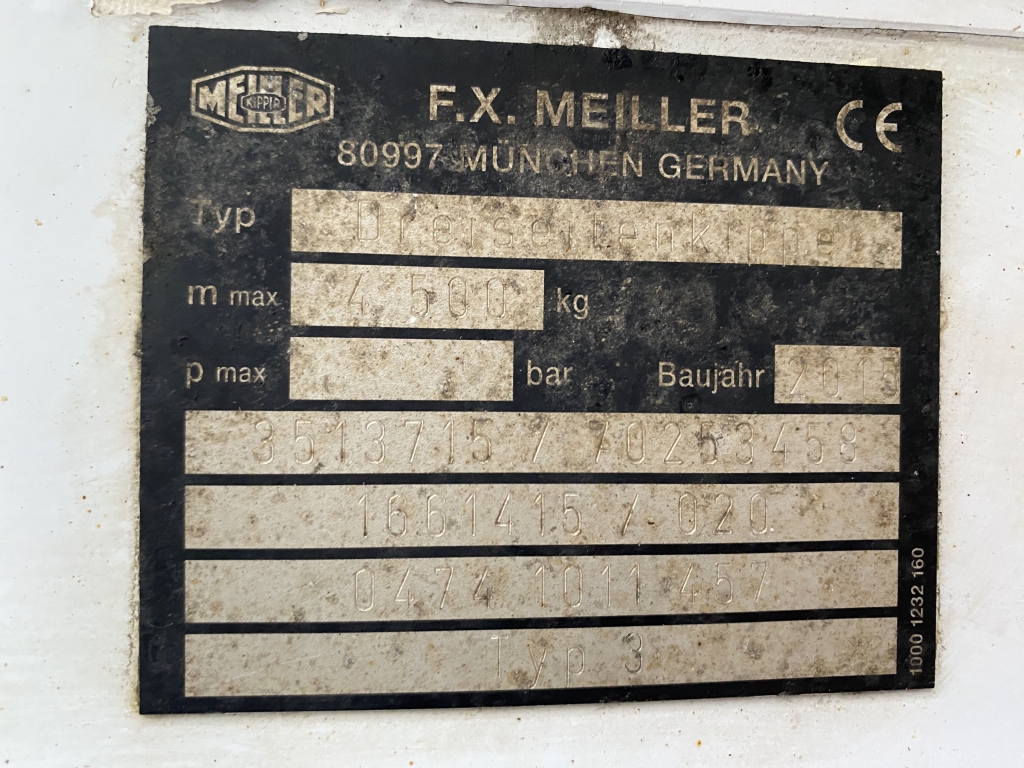 MEILLER
KIPPER
F.X. MEILLER
CE
80997 MÜNCHEN GERMANY
Typ Dreiseitenkipper
m max 4 500 kg
p max bar Baujahr 2015
3513715 / 70253458
1661415 / 020
0474 1011 457
Typ 3
1000 1232 160